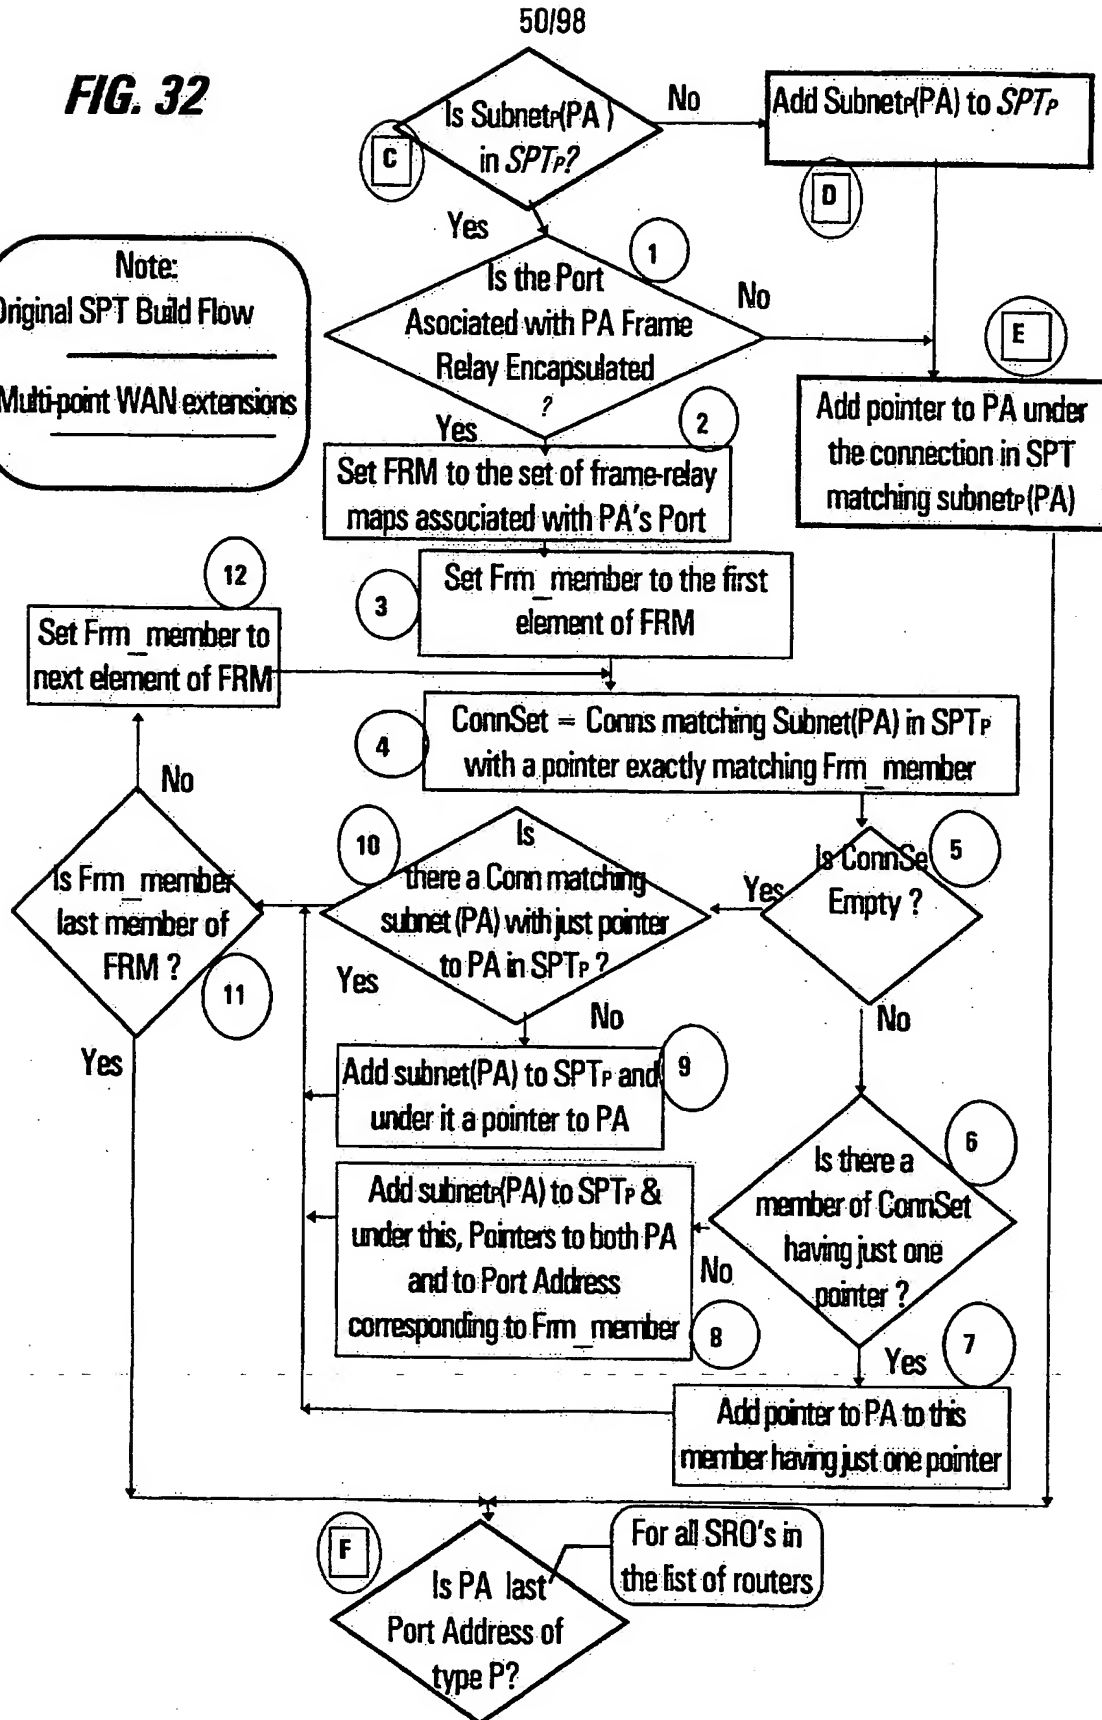 50/98
FIG. 32
Is SubnetP(PA)
in SPTP?
C
No
Add Subnetp(PA) to SPTP
D
Yes
Note:
Original SPT Build Flow
Multi-point WAN extensions
1
Is the Port
Asociated with PA Frame
Relay Encapsulated
?
No
E
Add pointer to PA under
the connection in SPT
matching subnetP(PA)
Yes
2
Set FRM to the set of frame-relay
maps associated with PA's Port
3
Set Frm_member to the first
element of FRM
12
Set Frm_member to
next element of FRM
4
ConnSet = Conns matching Subnet(PA) in SPTP
with a pointer exactly matching Frm_member
No
5
Is ConnSe
Empty ?
Yes
10
Is
there a Conn matching
subnet (PA) with just pointer
to PA in SPTP ?
Is Frm_member
last member of
FRM ?
11
Yes
No
No
Yes
9
Add subnet(PA) to SPTP and
under it a pointer to PA
6
Is there a
member of ConnSet
having just one
pointer ?
Add subnetP(PA) to SPTP &
under this, Pointers to both PA
and to Port Address
corresponding to Frm_member
No
8
7
Yes
Add pointer to PA to this
member having just one pointer
F
For all SRO's in
the list of routers
Is PA last
Port Address of
type P?